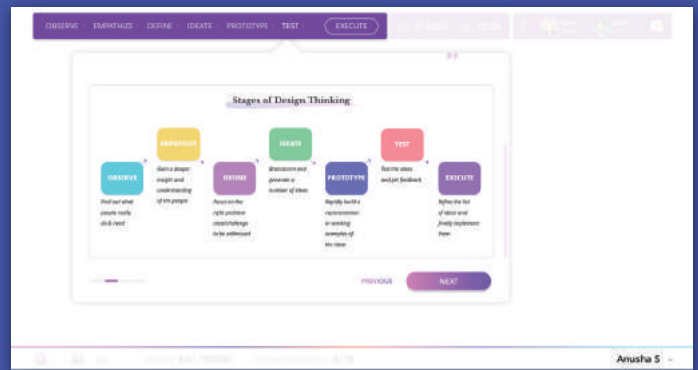 OBSERVE EMPATHIZE DEFINE IDEATE PROTOTYPE TEST EXECUTE
Stages of Design Thinking
OBSERVE
Find out what
people really
do & need
EMPATHIZE
Gain a deeper
insight and
understanding
of the people
DEFINE
Focus on the
right problem
area/challenge
to be addressed
IDEATE
Brainstorm and
generate a
number of ideas
PROTOTYPE
Rapidly build a
representation
or working
examples of
the ideas
TEST
Test the ideas
and get feedback
EXECUTE
Refine the list
of ideas and
finally implement
them
PREVIOUS NEXT
Anusha S